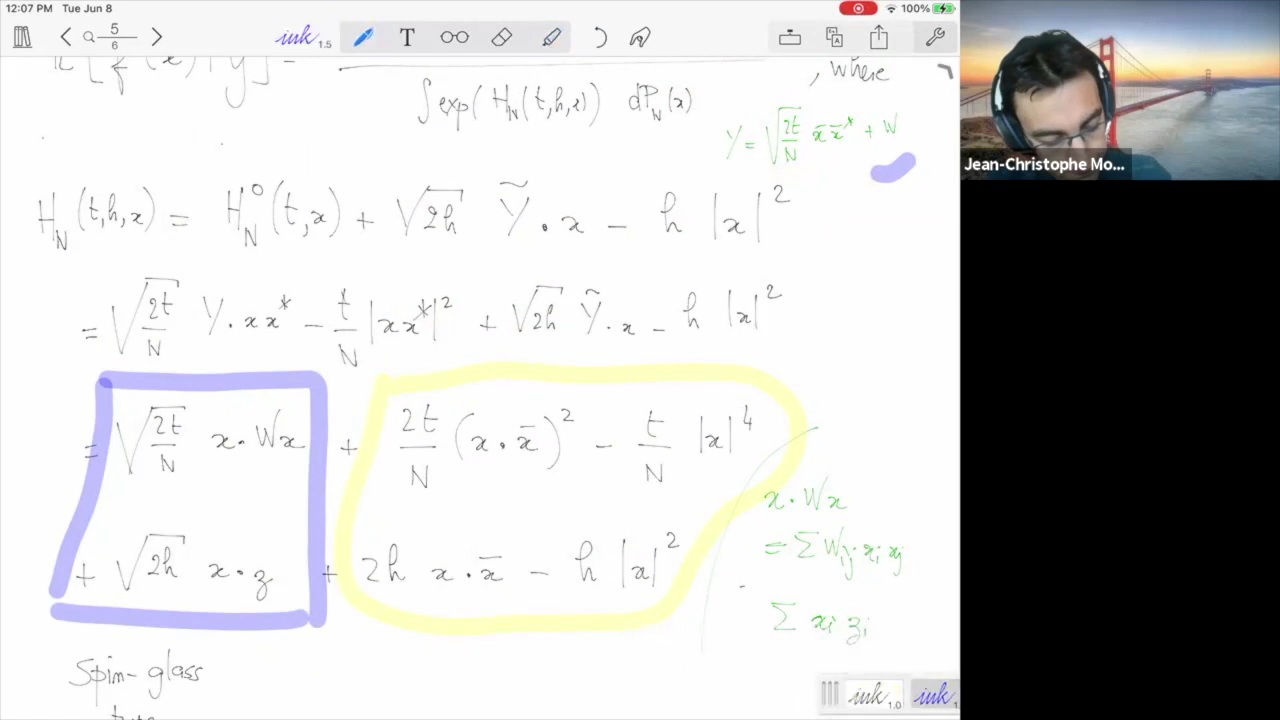 12:07 PM Tue Jun 8
100%
5
6
ink 1.5
T
E[f(x)|Y] =
∫exp(H_N(t,h,x)) dP_N(x)
, where
Y = √(2t/N) x̄x̄* + W
H_N(t,h,x) = H_N°(t,x) + √2h Ỹ·x − h |x|²
= √(2t/N) Y·xx* − t/N |xx*|² + √2h Ỹ·x − h |x|²
= √(2t/N) x·Wx + 2t/N (x·x̄)² − t/N |x|⁴
+ √2h x·z + 2h x·x̄ − h |x|²
x·Wx
= Σ W_ij x_i x_j
Σ x_i z_i
Spin-glass
ink 1.0
ink 1.
Jean-Christophe Mo...